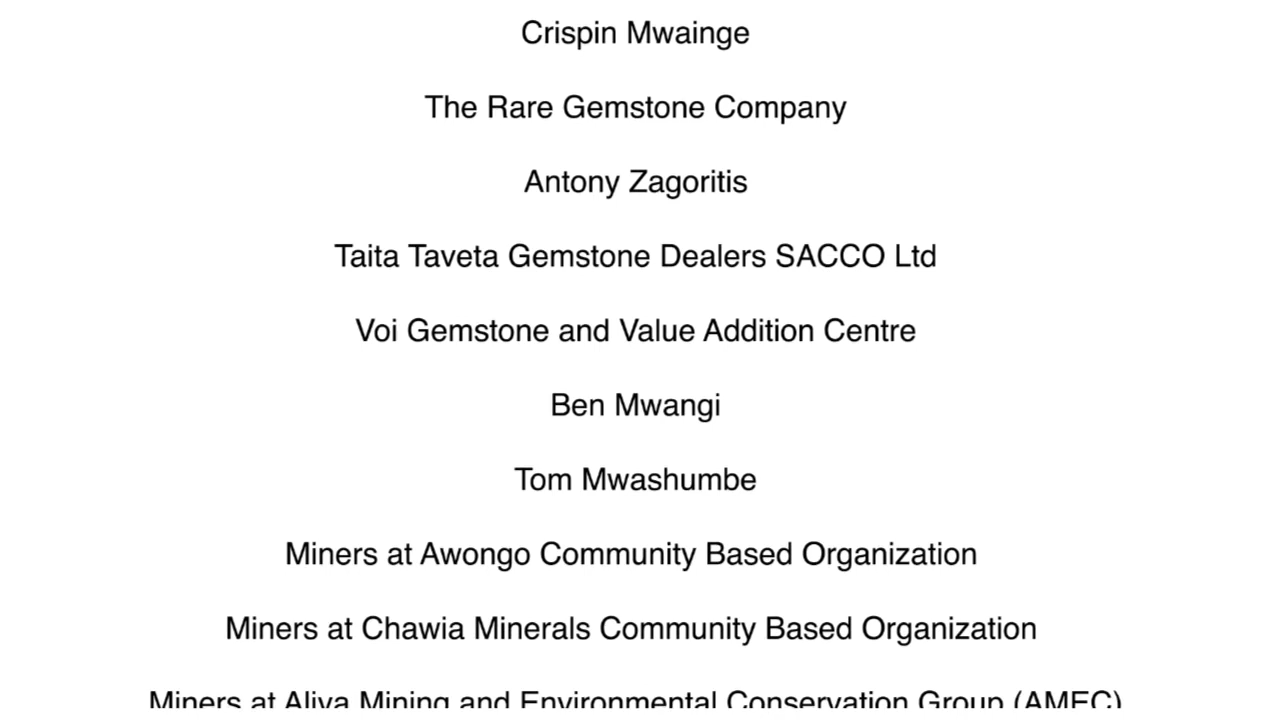 Crispin Mwainge
The Rare Gemstone Company
Antony Zagoritis
Taita Taveta Gemstone Dealers SACCO Ltd
Voi Gemstone and Value Addition Centre
Ben Mwangi
Tom Mwashumbe
Miners at Awongo Community Based Organization
Miners at Chawia Minerals Community Based Organization
Miners at Aliya Mining and Environmental Conservation Group (AMEC)